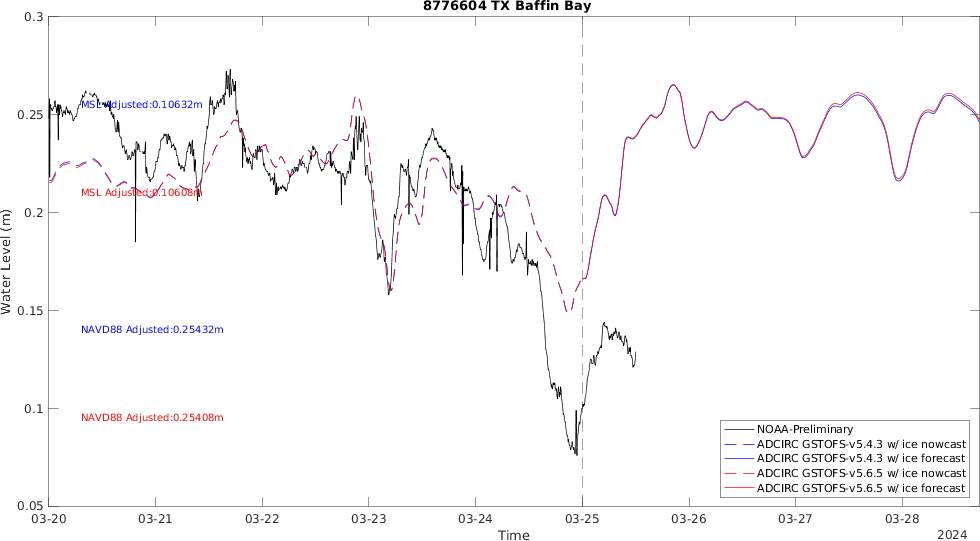 8776604 TX Baffin Bay
0.3
0.25
0.2
0.15
0.1
0.05
Water Level (m)
MSL Adjusted:0.10632m
MSL Adjusted:0.10608m
NAVD88 Adjusted:0.25432m
NAVD88 Adjusted:0.25408m
NOAA-Preliminary
ADCIRC GSTOFS-v5.4.3 w/ ice nowcast
ADCIRC GSTOFS-v5.4.3 w/ ice forecast
ADCIRC GSTOFS-v5.6.5 w/ ice nowcast
ADCIRC GSTOFS-v5.6.5 w/ ice forecast
03-20 03-21 03-22 03-23 03-24 03-25 03-26 03-27 03-28
Time
2024